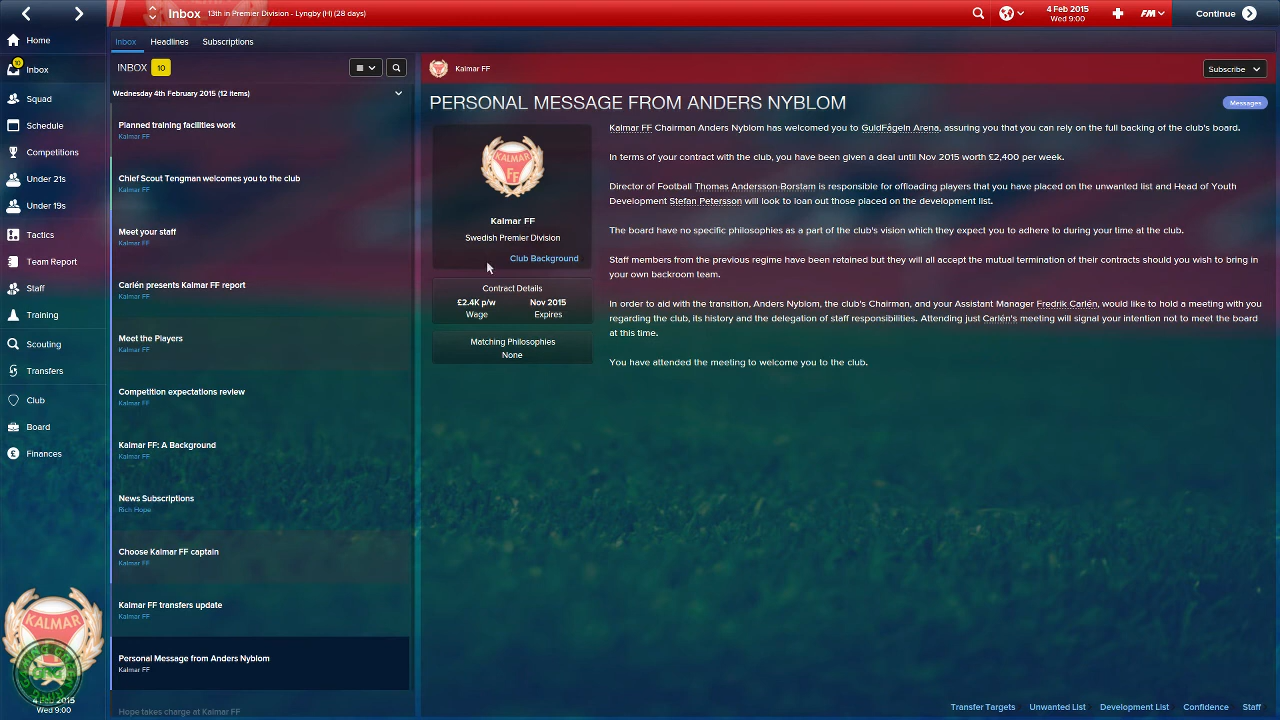 Inbox
13th in Premier Division - Lyngby (H) (28 days)
4 Feb 2015
Wed 9:00
FM
Continue
Home
10
Inbox
Squad
Schedule
Competitions
Under 21s
Under 19s
Tactics
Team Report
Staff
Training
Scouting
Transfers
Club
Board
Finances
KALMAR
4 Feb 2015
Wed 9:00
Inbox Headlines Subscriptions
INBOX 10
Wednesday 4th February 2015 (12 items)
Planned training facilities work
Kalmar FF
Chief Scout Tengman welcomes you to the club
Kalmar FF
Meet your staff
Kalmar FF
Carlén presents Kalmar FF report
Kalmar FF
Meet the Players
Kalmar FF
Competition expectations review
Kalmar FF
Kalmar FF: A Background
Kalmar FF
News Subscriptions
Rich Hope
Choose Kalmar FF captain
Kalmar FF
Kalmar FF transfers update
Kalmar FF
Personal Message from Anders Nyblom
Kalmar FF
Hope takes charge at Kalmar FF
Kalmar FF
Subscribe
PERSONAL MESSAGE FROM ANDERS NYBLOM
Messages
KALMAR
FF
Kalmar FF
Swedish Premier Division
Club Background
Contract Details
£2.4K p/w Nov 2015
Wage Expires
Matching Philosophies
None
Kalmar FF Chairman Anders Nyblom has welcomed you to GuldFågeln Arena, assuring you that you can rely on the full backing of the club's board.
In terms of your contract with the club, you have been given a deal until Nov 2015 worth £2,400 per week.
Director of Football Thomas Andersson-Borstam is responsible for offloading players that you have placed on the unwanted list and Head of Youth
Development Stefan Petersson will look to loan out those placed on the development list.
The board have no specific philosophies as a part of the club's vision which they expect you to adhere to during your time at the club.
Staff members from the previous regime have been retained but they will all accept the mutual termination of their contracts should you wish to bring in
your own backroom team.
In order to aid with the transition, Anders Nyblom, the club's Chairman, and your Assistant Manager Fredrik Carlén, would like to hold a meeting with you
regarding the club, its history and the delegation of staff responsibilities. Attending just Carlén's meeting will signal your intention not to meet the board
at this time.
You have attended the meeting to welcome you to the club.
Transfer Targets Unwanted List Development List Confidence Staff